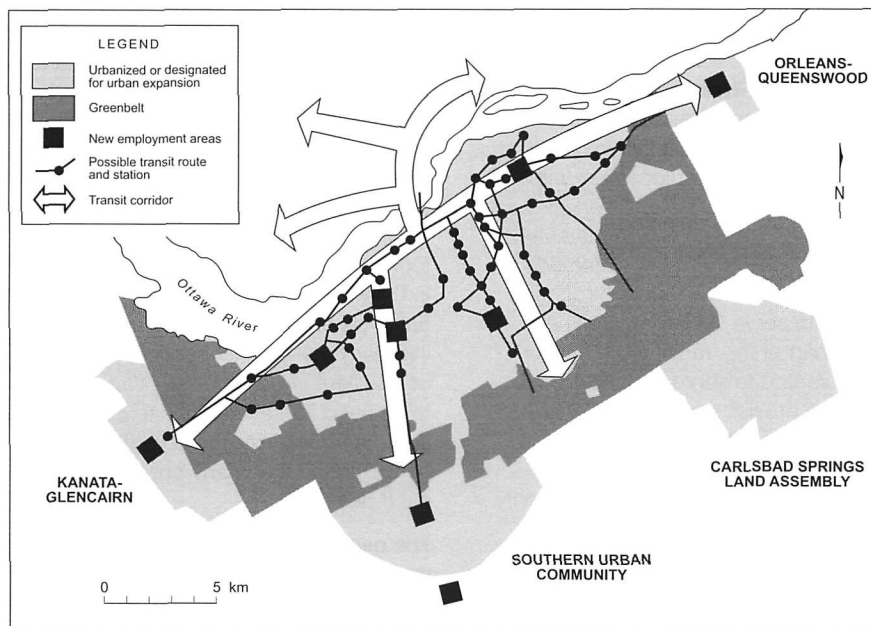 LEGEND
Urbanized or designated
for urban expansion
Greenbelt
New employment areas
Possible transit route
and station
Transit corridor
ORLEANS-
QUEENSWOOD
N
Ottawa River
KANATA-
GLENCAIRN
CARLSBAD SPRINGS
LAND ASSEMBLY
SOUTHERN URBAN
COMMUNITY
0 5 km